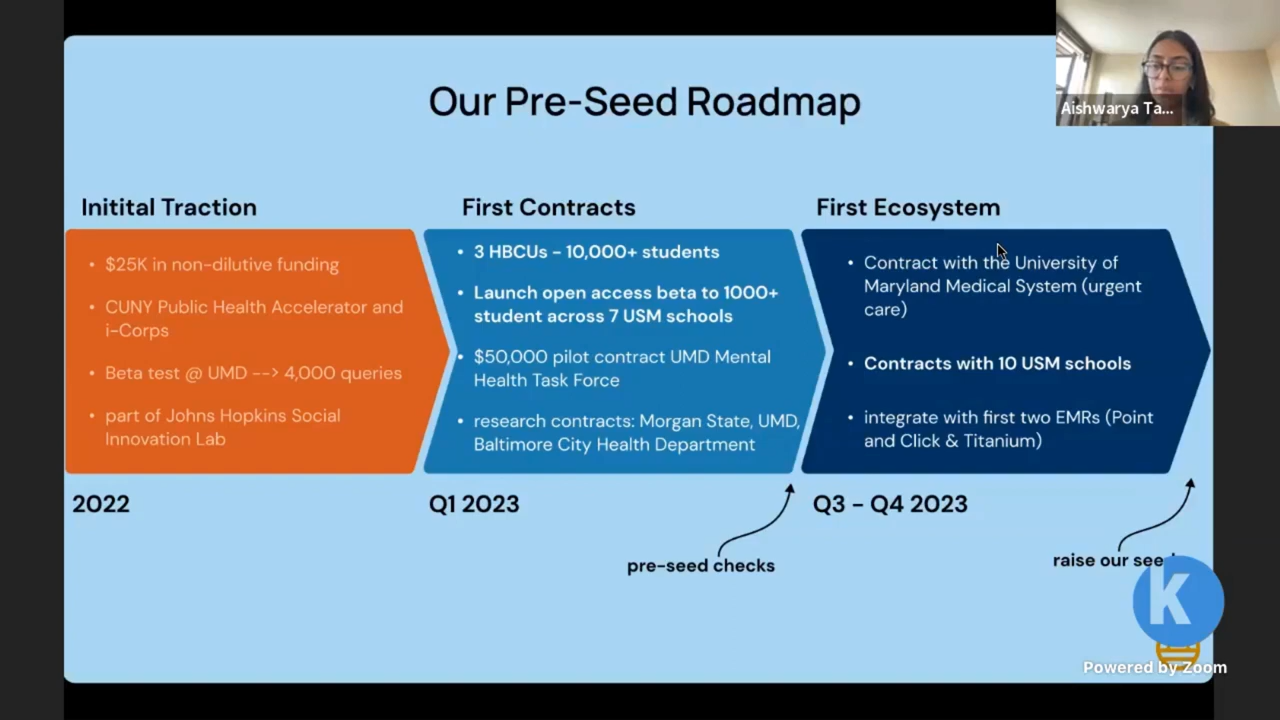 Our Pre-Seed Roadmap
Aishwarya Ta...
Initital Traction
• $25K in non-dilutive funding
• CUNY Public Health Accelerator and
i-Corps
• Beta test @ UMD --> 4,000 queries
• part of Johns Hopkins Social
Innovation Lab
2022
First Contracts
• 3 HBCUs - 10,000+ students
• Launch open access beta to 1000+
student across 7 USM schools
• $50,000 pilot contract UMD Mental
Health Task Force
• research contracts: Morgan State, UMD,
Baltimore City Health Department
Q1 2023
pre-seed checks
First Ecosystem
• Contract with the University of
Maryland Medical System (urgent
care)
• Contracts with 10 USM schools
• integrate with first two EMRs (Point
and Click & Titanium)
Q3 - Q4 2023
raise our see
K
Powered by Zoom